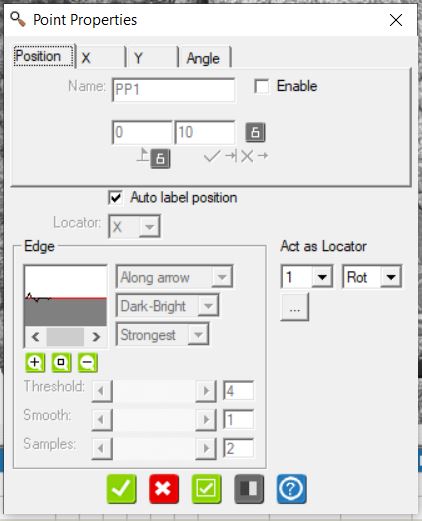 Point Properties
Position X Y Angle
Name: PP1 Enable
0 10
Auto label position
Locator: X
Edge
Act as Locator
Along arrow
1 Rot
Dark-Bright
...
Strongest
Threshold: 4
Smooth: 1
Samples: 2